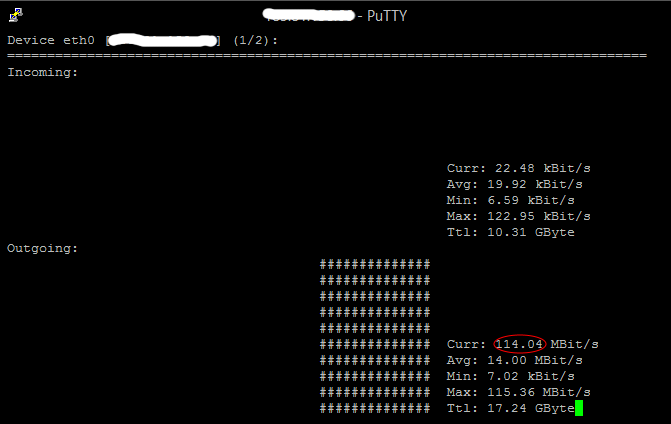 - PuTTY
Device eth0 [ ] (1/2):
================================================================================
Incoming:
Curr: 22.48 kBit/s
Avg: 19.92 kBit/s
Min: 6.59 kBit/s
Max: 122.95 kBit/s
Ttl: 10.31 GByte
Outgoing:
##############
##############
##############
##############
##############
############## Curr: 114.04 MBit/s
############## Avg: 14.00 MBit/s
############## Min: 7.02 kBit/s
############## Max: 115.36 MBit/s
############## Ttl: 17.24 GByte